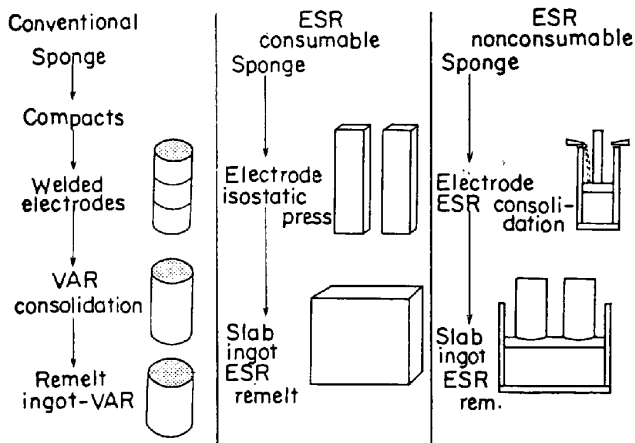 Conventional
Sponge
Compacts
Welded
electrodes
VAR
consolidation
Remelt
ingot-VAR
ESR
consumable
Sponge
Electrode
isostatic
press
Slab
ingot
ESR
remelt
ESR
nonconsumable
Sponge
Electrode
ESR consoli-
dation
Slab
ingot
ESR
rem.